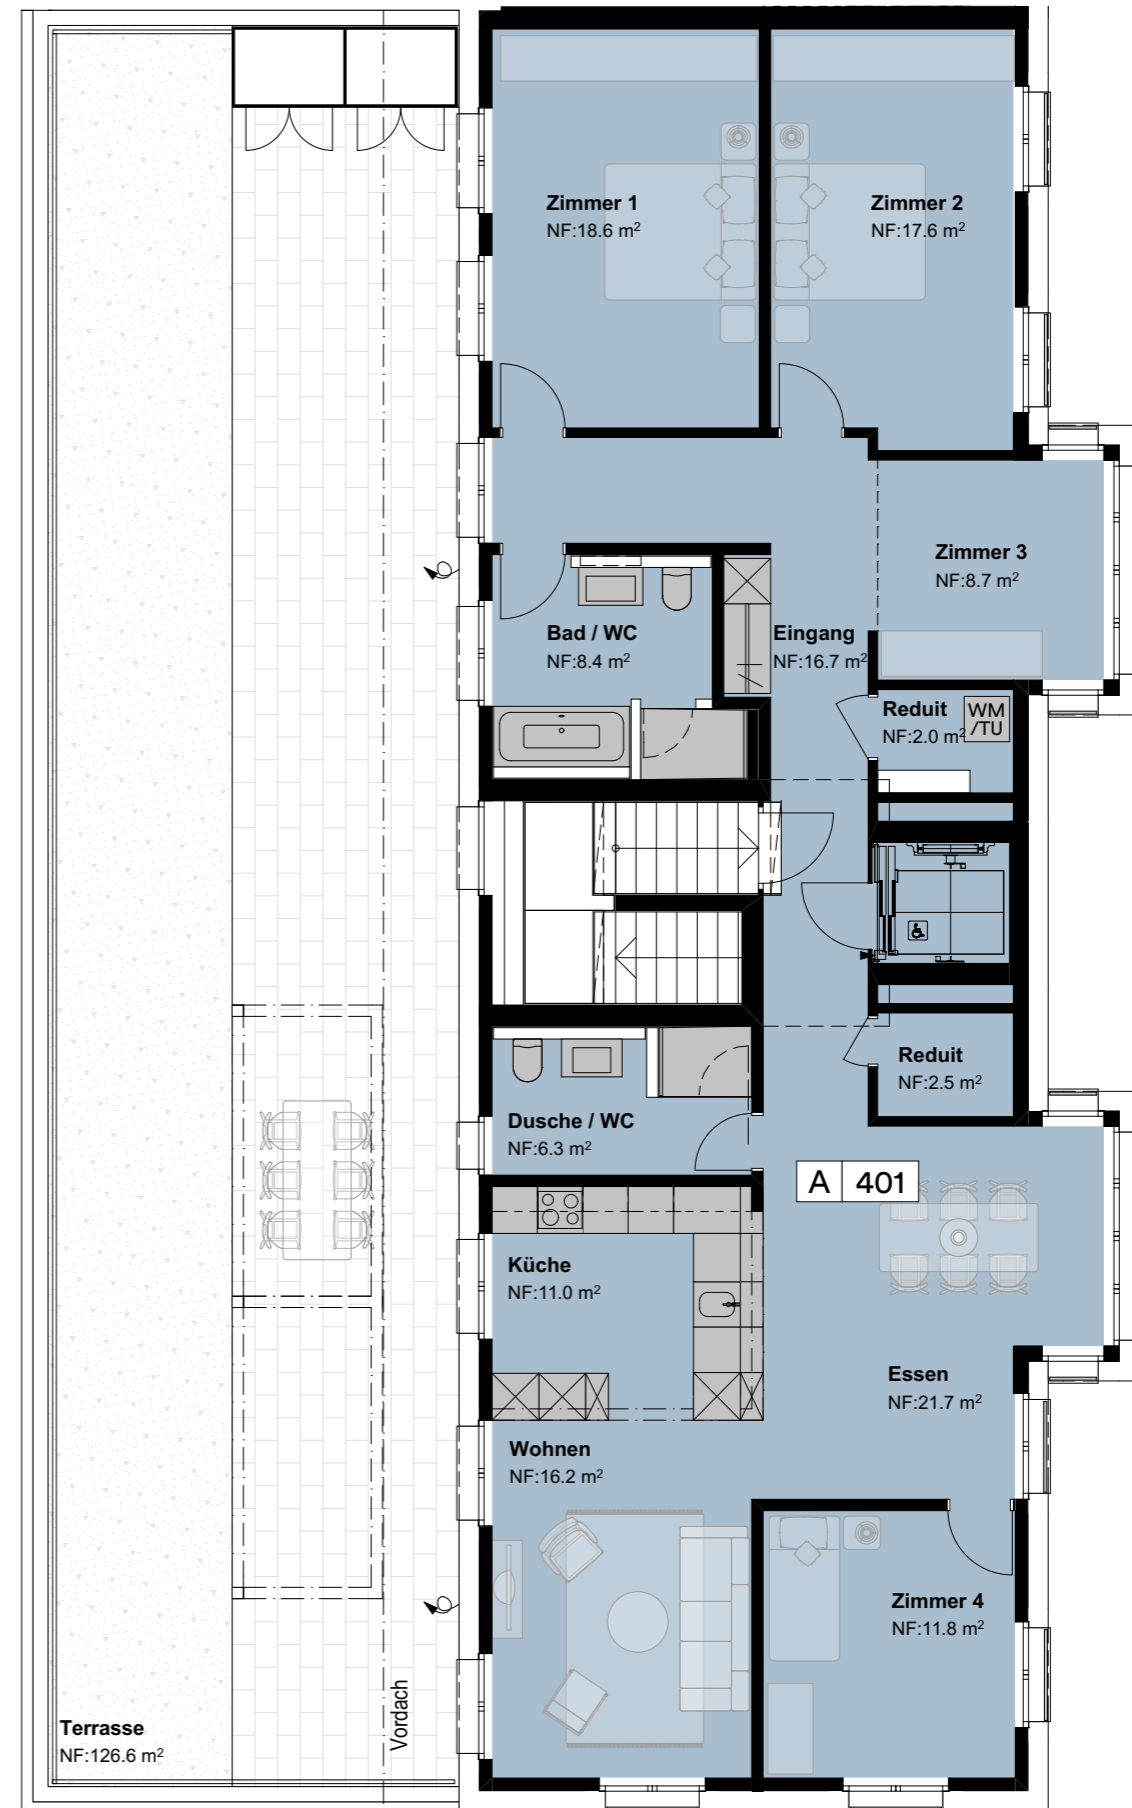 Zimmer 1
NF:18.6 m²
Zimmer 2
NF:17.6 m²
Zimmer 3
NF:8.7 m²
Bad / WC
NF:8.4 m²
Eingang
NF:16.7 m²
Reduit
NF:2.0 m²
WM
/TU
Reduit
NF:2.5 m²
Dusche / WC
NF:6.3 m²
A 401
Küche
NF:11.0 m²
Essen
NF:21.7 m²
Wohnen
NF:16.2 m²
Zimmer 4
NF:11.8 m²
Vordach
Terrasse
NF:126.6 m²